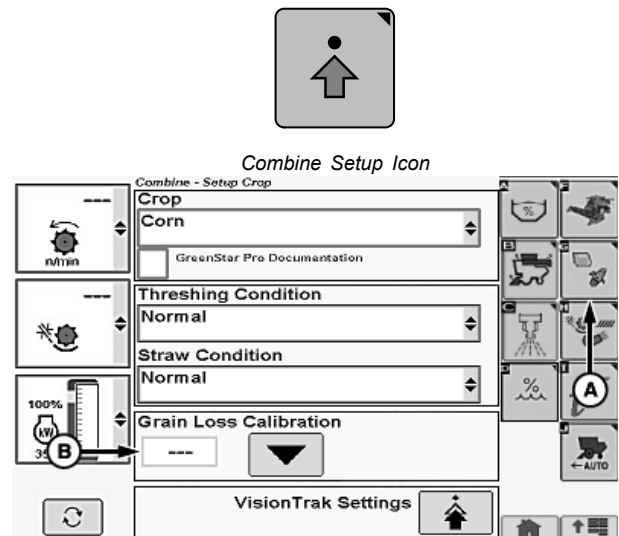 Combine Setup Icon
Combine - Setup Crop
Crop
Corn
GreenStar Pro Documentation
Threshing Condition
Normal
Straw Condition
Normal
Grain Loss Calibration
---
VisionTrak Settings
---
n/min
---
100%
kW
B
A
%
B
C
D
%
A
← AUTO